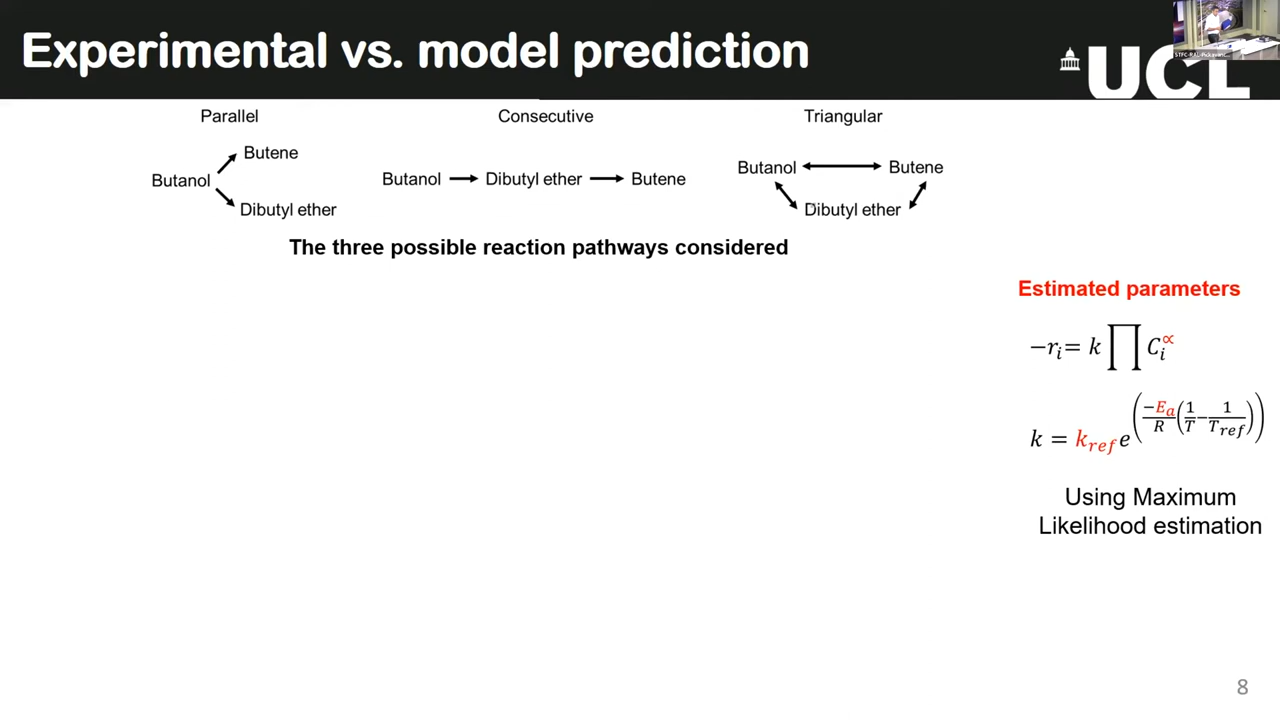 Experimental vs. model prediction
UCL
Parallel
Butanol
Butene
Dibutyl ether
Consecutive
Butanol
Dibutyl ether
Butene
Triangular
Butanol
Butene
Dibutyl ether
The three possible reaction pathways considered
Estimated parameters
−rᵢ= k ∏ Cᵢ^∝
k = k_ref e^((−Eₐ/R)(1/T−1/T_ref))
Using Maximum
Likelihood estimation
8